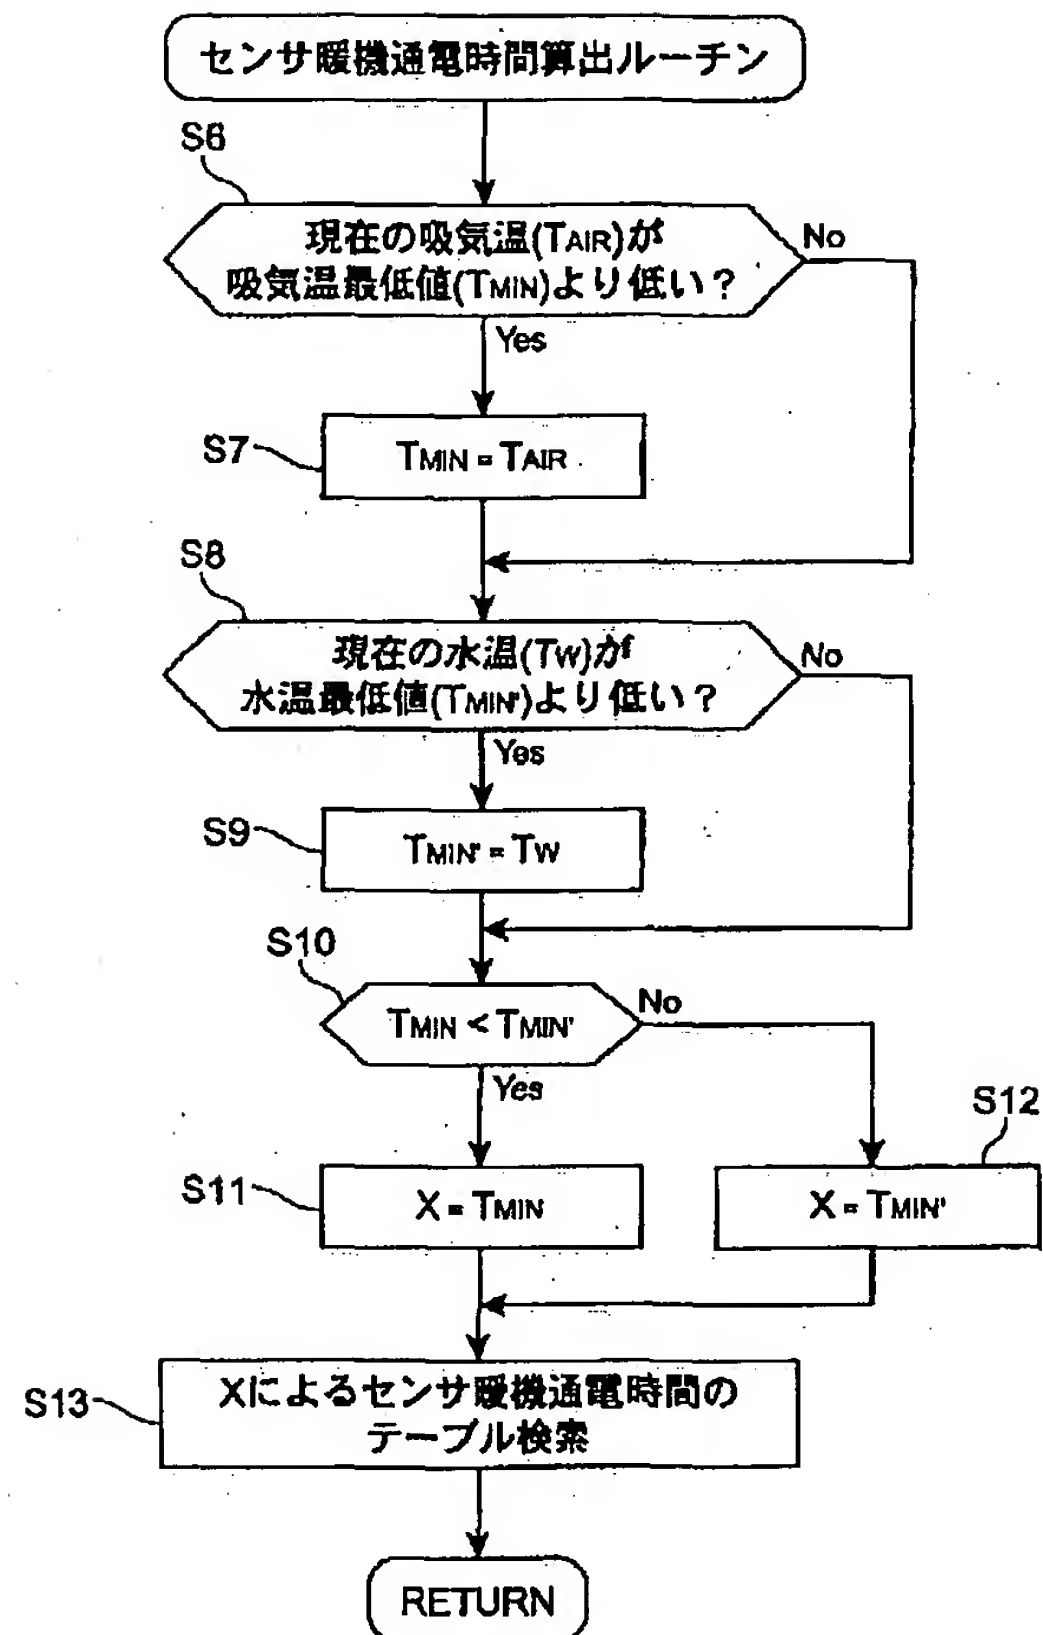 センサ暖機通電時間算出ルーチン
S6
現在の吸気温(TAIR)が
吸気温最低値(TMIN)より低い？
No
Yes
S7
TMIN = TAIR
S8
現在の水温(TW)が
水温最低値(TMIN')より低い？
No
Yes
S9
TMIN' = TW
S10
TMIN < TMIN'
No
Yes
S12
S11
X = TMIN
X = TMIN'
S13
Xによるセンサ暖機通電時間の
テーブル検索
RETURN